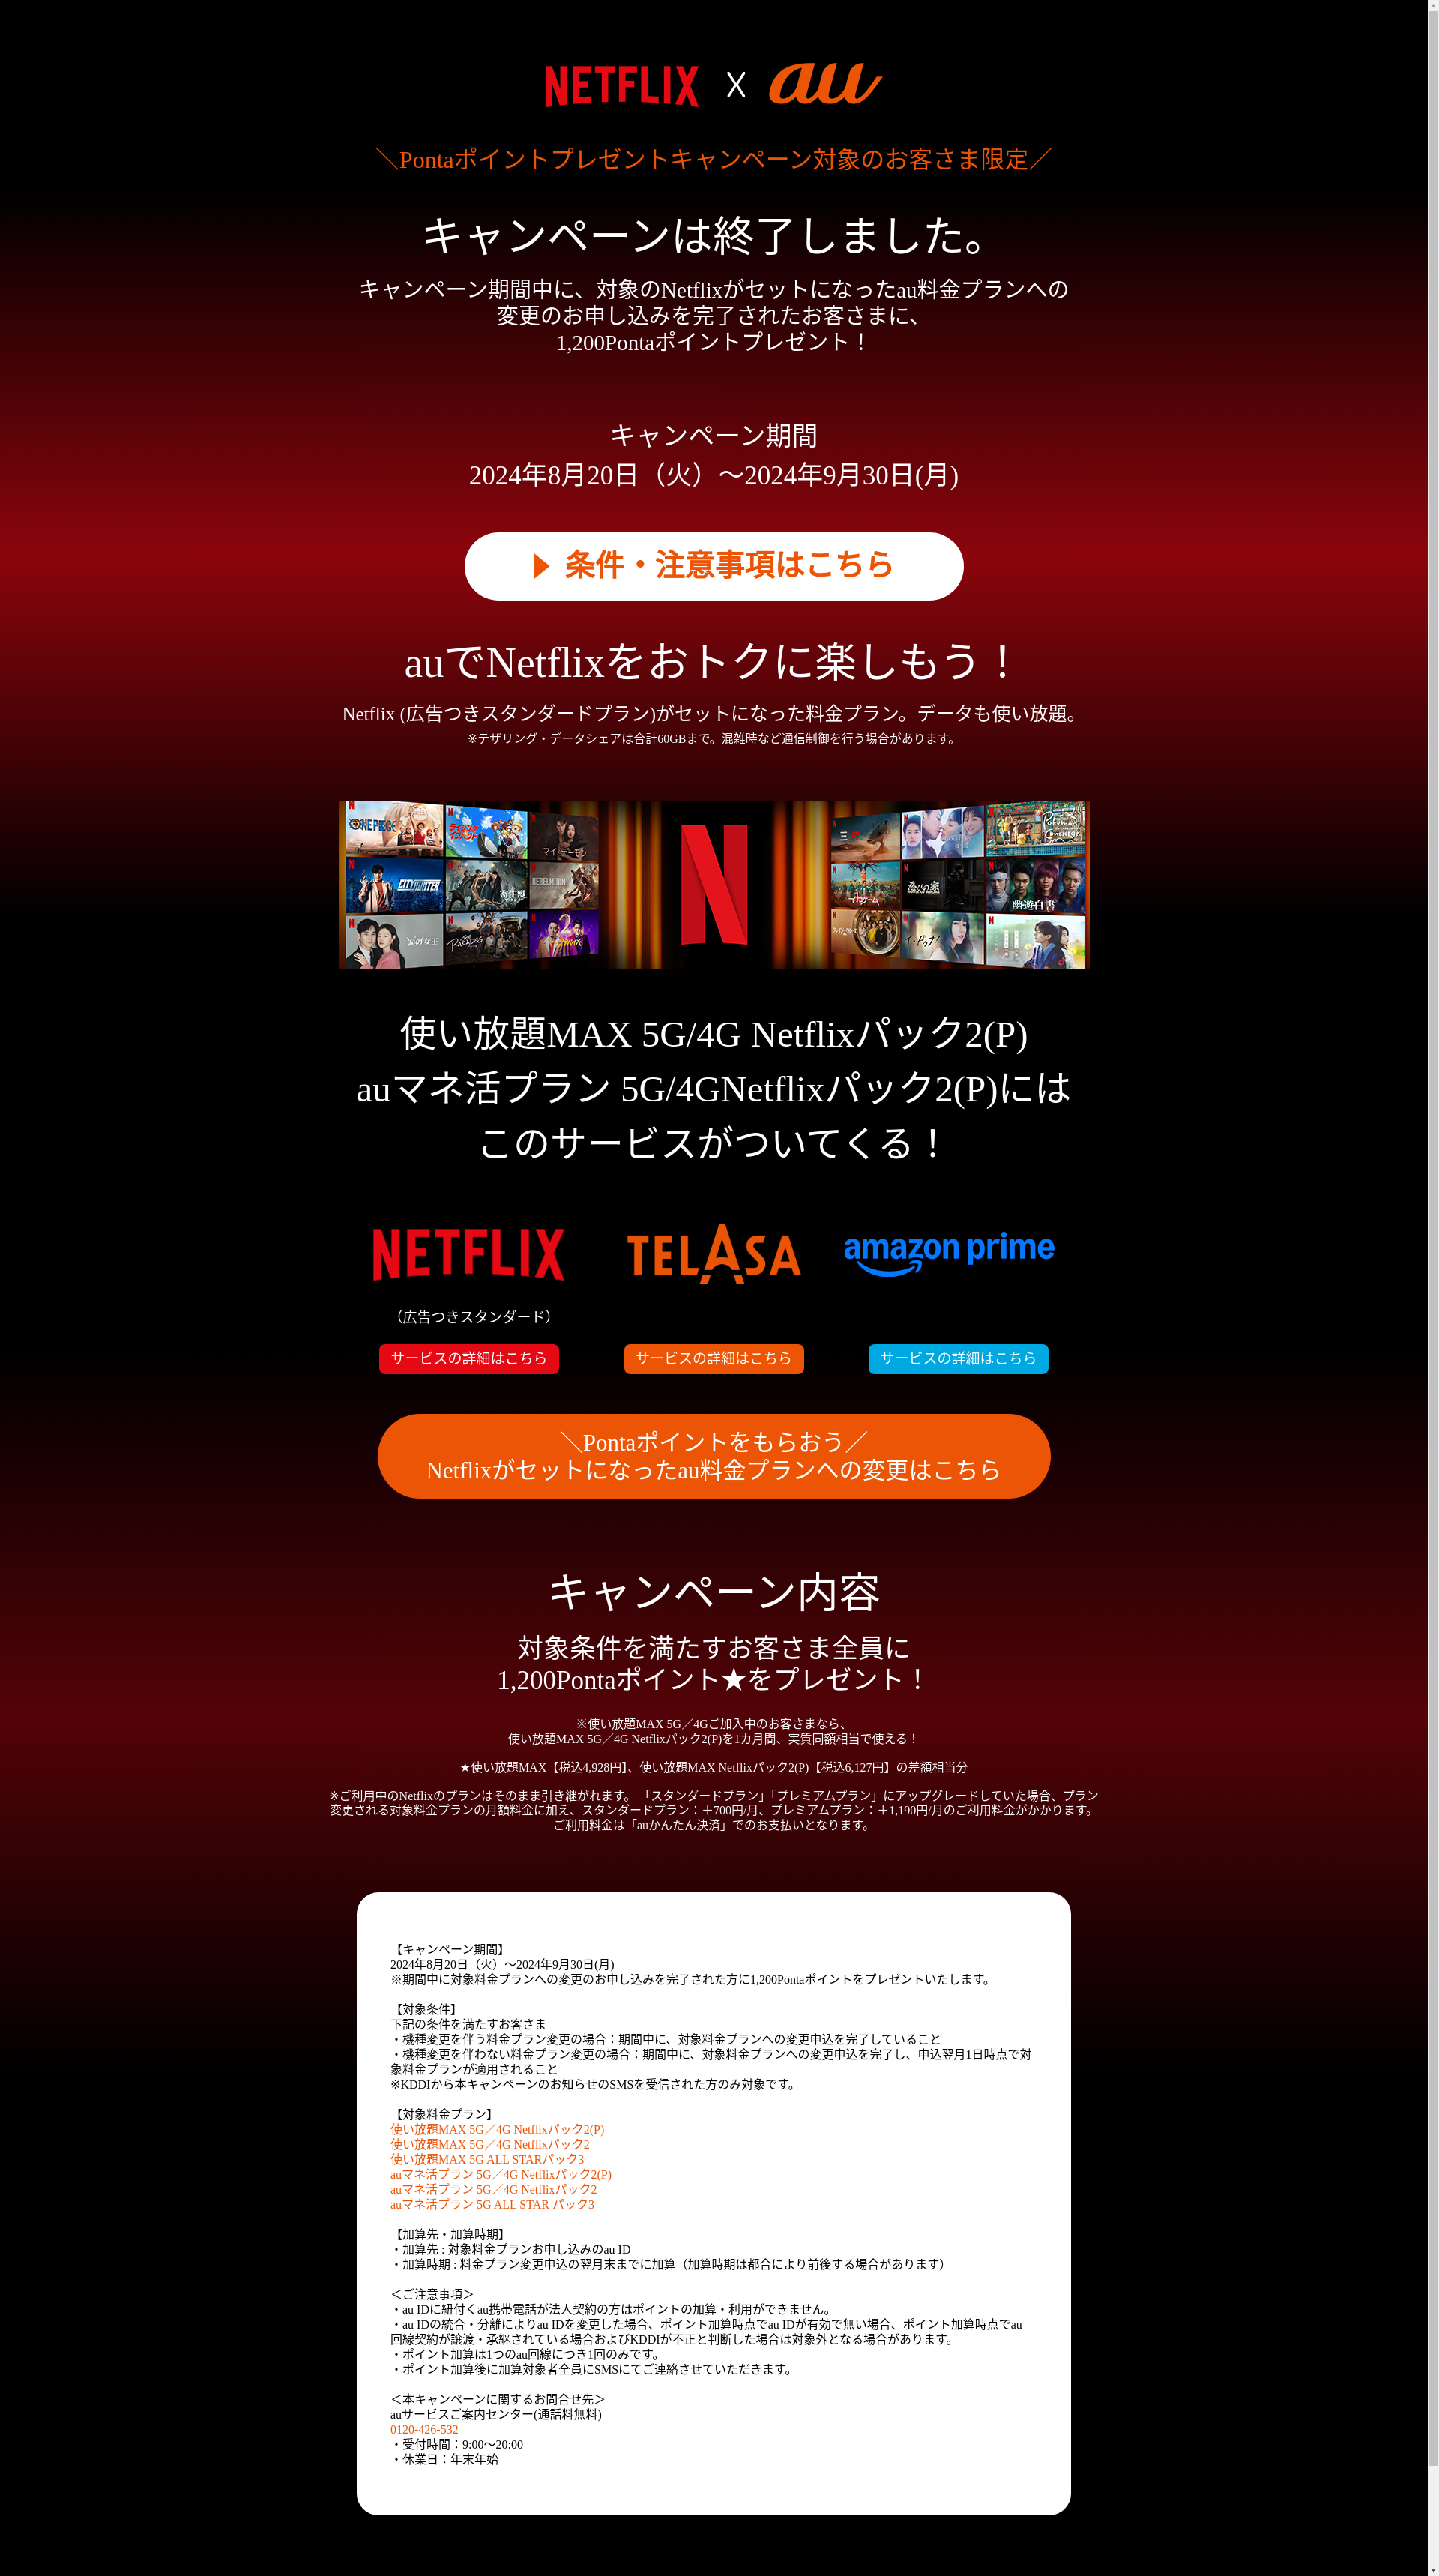 NETFLIX X au
＼Pontaポイントプレゼントキャンペーン対象のお客さま限定／
キャンペーンは終了しました。
キャンペーン期間中に、対象のNetflixがセットになったau料金プランへの
変更のお申し込みを完了されたお客さまに、
1,200Pontaポイントプレゼント！
キャンペーン期間
2024年8月20日（火）～2024年9月30日(月)
条件・注意事項はこちら
auでNetflixをおトクに楽しもう！
Netflix (広告つきスタンダードプラン)がセットになった料金プラン。データも使い放題。
※テザリング・データシェアは合計60GBまで。混雑時など通信制御を行う場合があります。
ONE PIECE
マイ・デーモン
CITYHUNTER
寄生獣
REBEL MOON
涙の女王
三体
イカゲーム
忍びの家
幽遊白書
Pokémon Concierge
使い放題MAX 5G/4G Netflixパック2(P)
auマネ活プラン 5G/4GNetflixパック2(P)には
このサービスがついてくる！
NETFLIX
TELASA
amazon prime
（広告つきスタンダード）
サービスの詳細はこちら
サービスの詳細はこちら
サービスの詳細はこちら
＼Pontaポイントをもらおう／
Netflixがセットになったau料金プランへの変更はこちら
キャンペーン内容
対象条件を満たすお客さま全員に
1,200Pontaポイント★をプレゼント！
※使い放題MAX 5G／4Gご加入中のお客さまなら、
使い放題MAX 5G／4G Netflixパック2(P)を1カ月間、実質同額相当で使える！
★使い放題MAX【税込4,928円】、使い放題MAX Netflixパック2(P)【税込6,127円】の差額相当分
※ご利用中のNetflixのプランはそのまま引き継がれます。 「スタンダードプラン」「プレミアムプラン」にアップグレードしていた場合、プラン
変更される対象料金プランの月額料金に加え、スタンダードプラン：＋700円/月、プレミアムプラン：＋1,190円/月のご利用料金がかかります。
ご利用料金は「auかんたん決済」でのお支払いとなります。
【キャンペーン期間】
2024年8月20日（火）～2024年9月30日(月)
※期間中に対象料金プランへの変更のお申し込みを完了された方に1,200Pontaポイントをプレゼントいたします。
【対象条件】
下記の条件を満たすお客さま
・機種変更を伴う料金プラン変更の場合：期間中に、対象料金プランへの変更申込を完了していること
・機種変更を伴わない料金プラン変更の場合：期間中に、対象料金プランへの変更申込を完了し、申込翌月1日時点で対
象料金プランが適用されること
※KDDIから本キャンペーンのお知らせのSMSを受信された方のみ対象です。
【対象料金プラン】
使い放題MAX 5G／4G Netflixパック2(P)
使い放題MAX 5G／4G Netflixパック2
使い放題MAX 5G ALL STARパック3
auマネ活プラン 5G／4G Netflixパック2(P)
auマネ活プラン 5G／4G Netflixパック2
auマネ活プラン 5G ALL STAR パック3
【加算先・加算時期】
・加算先 : 対象料金プランお申し込みのau ID
・加算時期 : 料金プラン変更申込の翌月末までに加算（加算時期は都合により前後する場合があります）
＜ご注意事項＞
・au IDに紐付くau携帯電話が法人契約の方はポイントの加算・利用ができません。
・au IDの統合・分離によりau IDを変更した場合、ポイント加算時点でau IDが有効で無い場合、ポイント加算時点でau
回線契約が譲渡・承継されている場合およびKDDIが不正と判断した場合は対象外となる場合があります。
・ポイント加算は1つのau回線につき1回のみです。
・ポイント加算後に加算対象者全員にSMSにてご連絡させていただきます。
＜本キャンペーンに関するお問合せ先＞
auサービスご案内センター(通話料無料)
0120-426-532
・受付時間：9:00～20:00
・休業日：年末年始